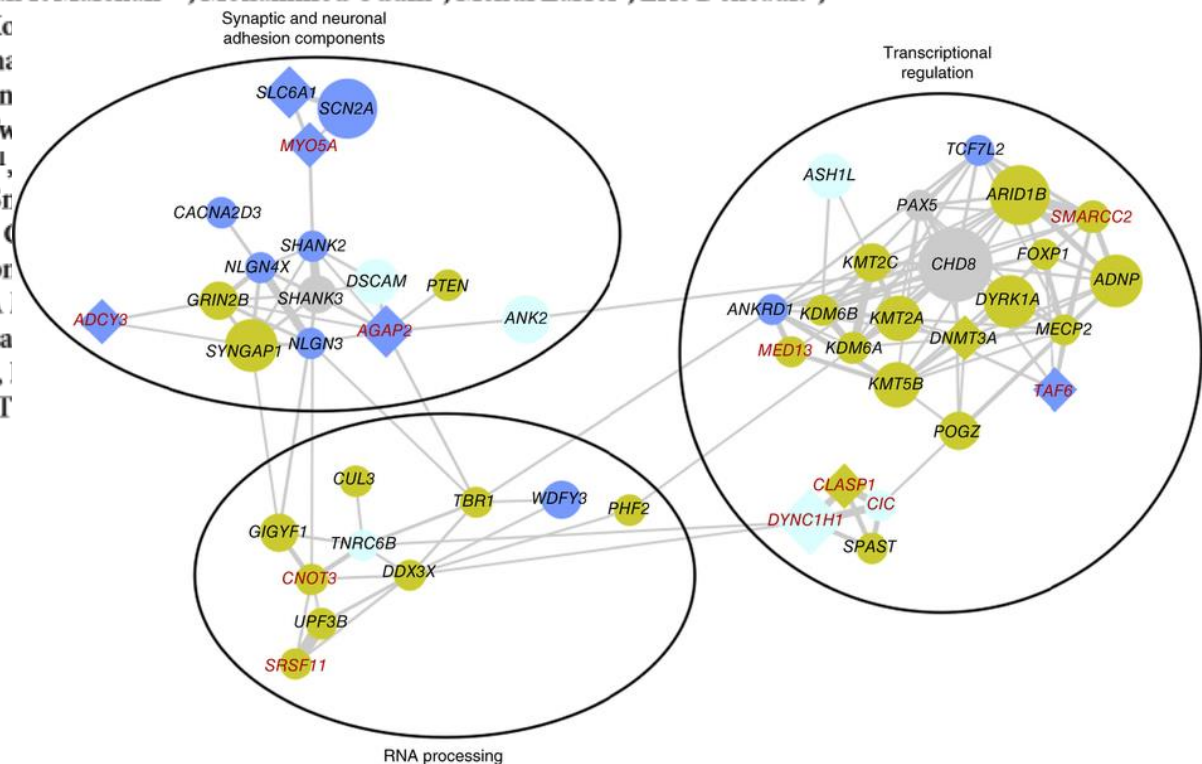 Synaptic and neuronal
adhesion components
SLC6A1
SCN2A
MYO5A
CACNA2D3
SHANK2
NLGN4X
DSCAM
PTEN
GRIN2B
SHANK3
ADCY3
AGAP2
ANK2
SYNGAP1
NLGN3
Transcriptional
regulation
TCF7L2
ASH1L
ARID1B
PAX5
SMARCC2
KMT2C
CHD8
FOXP1
ADNP
DYRK1A
ANKRD1
KDM6B
KMT2A
MECP2
DNMT3A
MED13
KDM6A
KMT5B
TAF6
POGZ
CLASP1
CIC
DYNC1H1
SPAST
CUL3
TBR1
WDFY3
PHF2
GIGYF1
TNRC6B
CNOT3
DDX3X
UPF3B
SRSF11
RNA processing